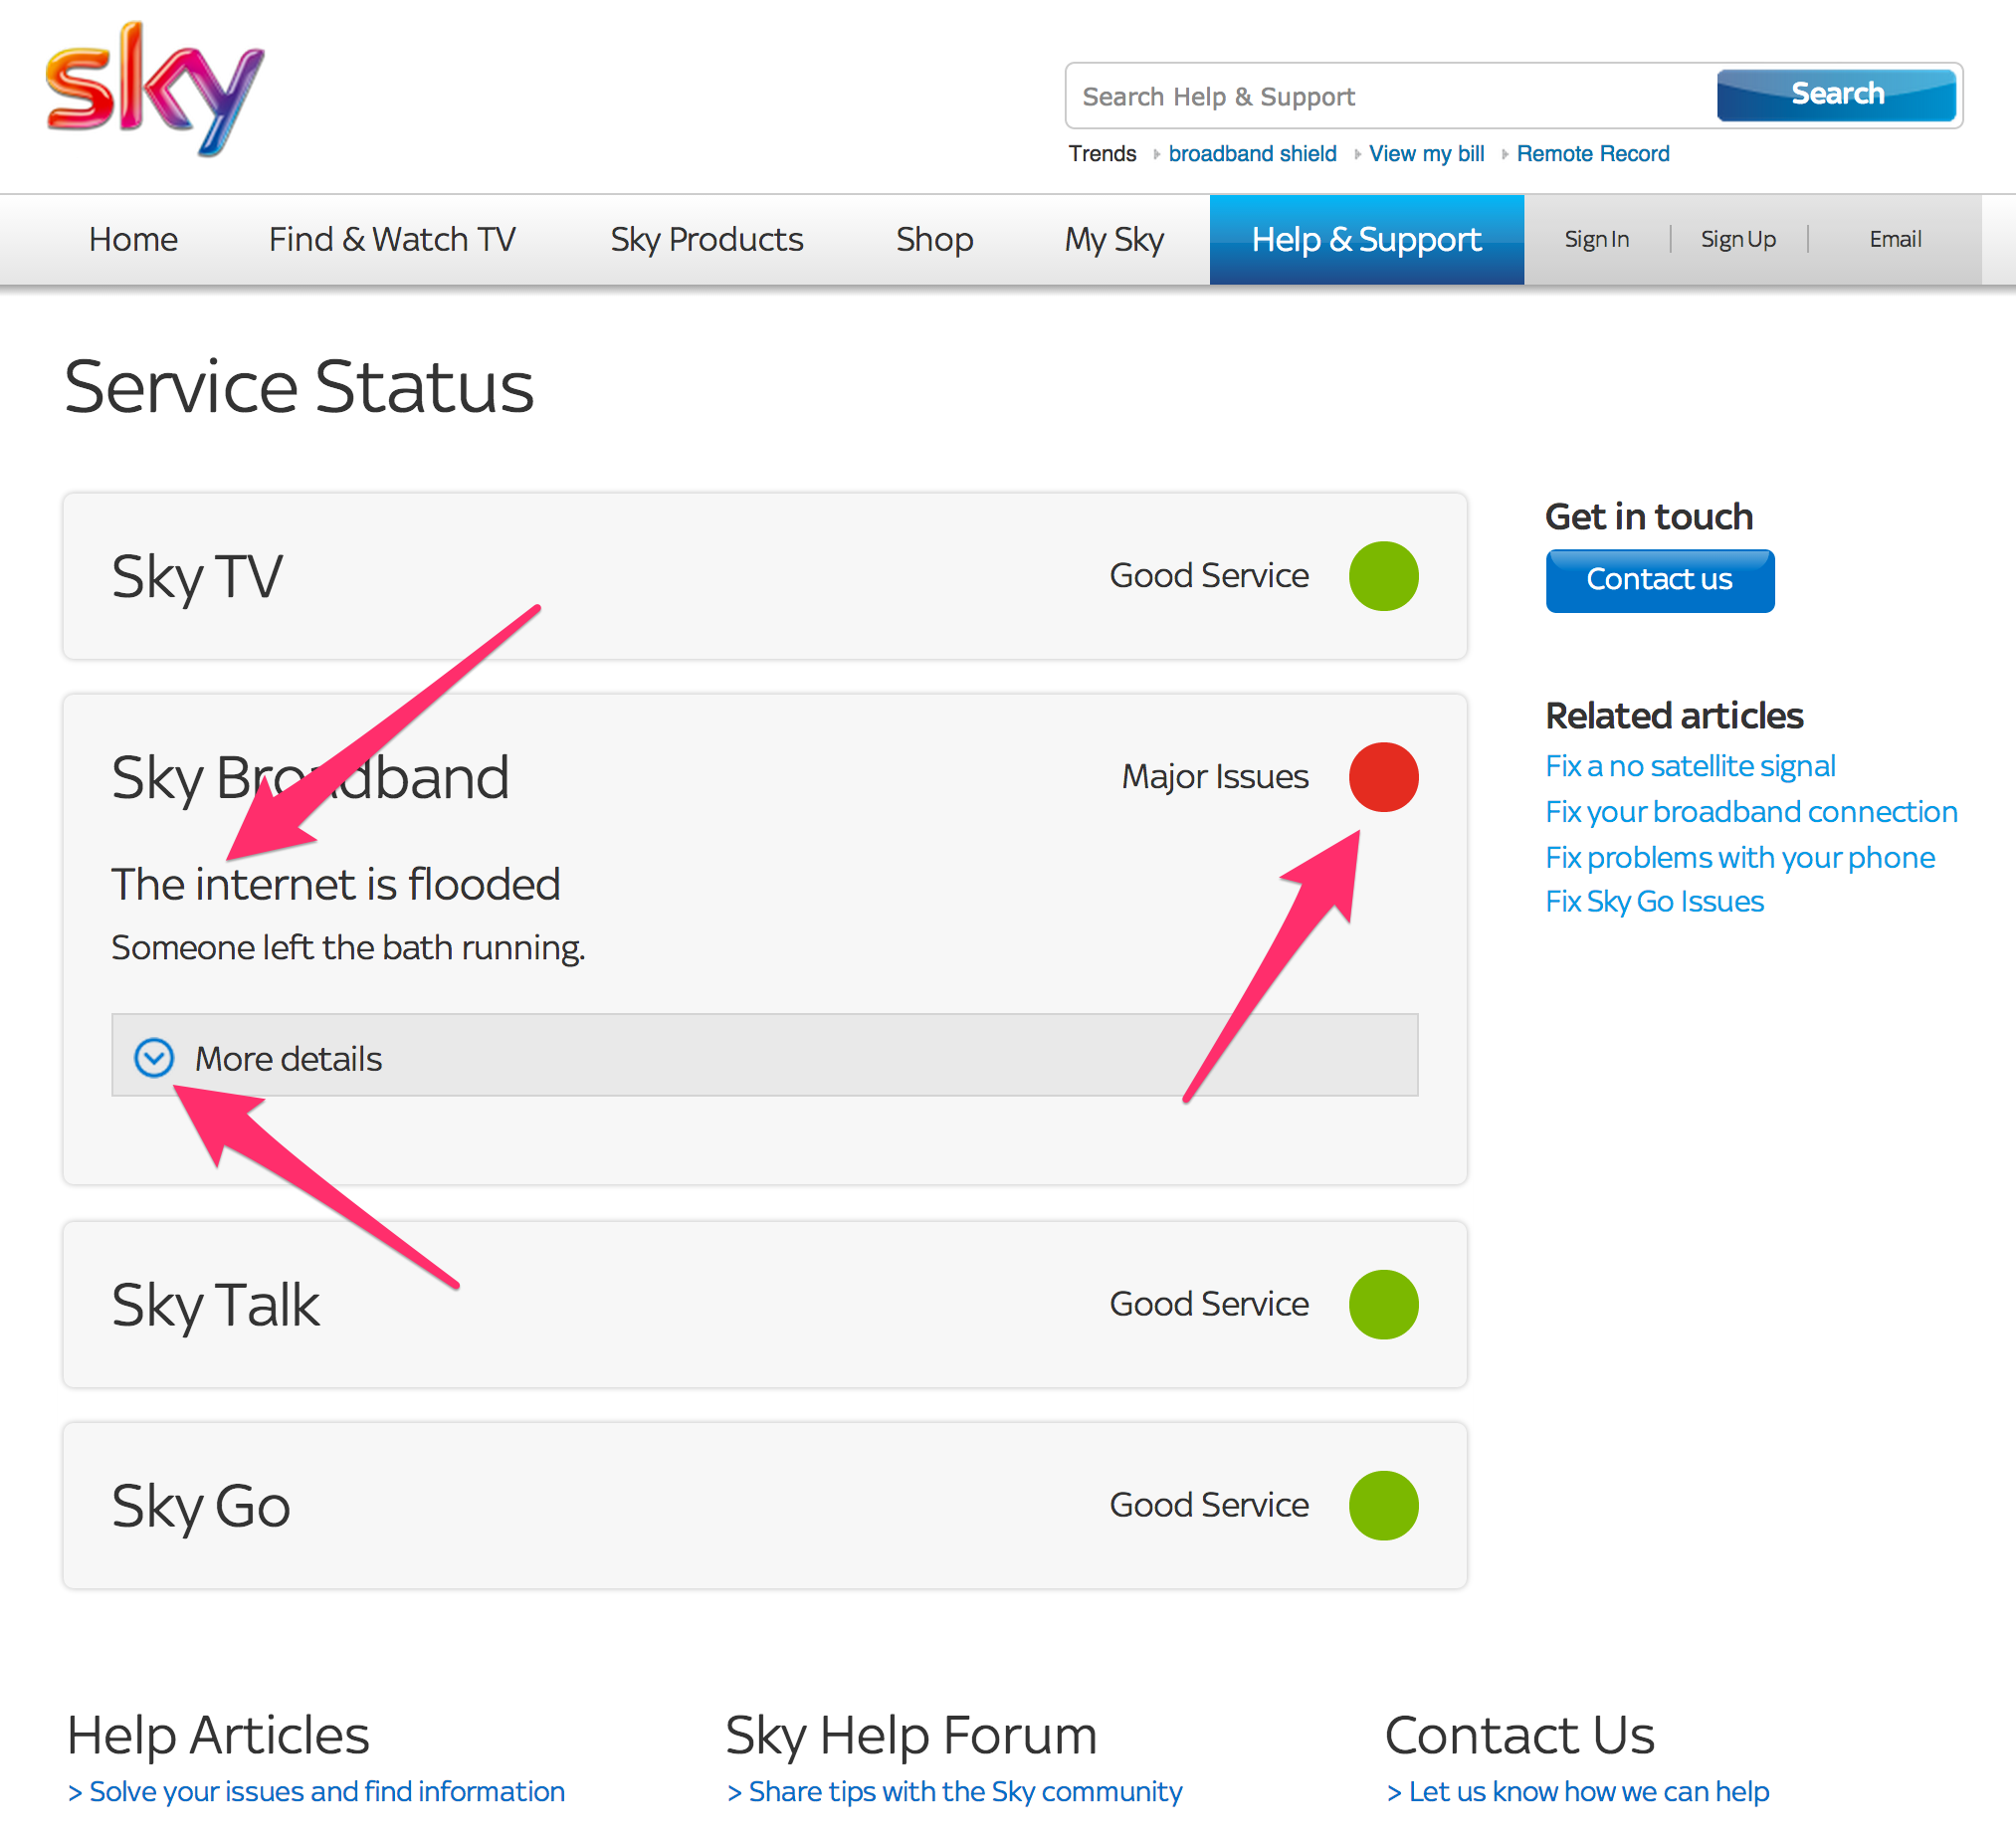 sky
Search Help & Support
Search
Trends broadband shield View my bill Remote Record
Home Find & Watch TV Sky Products Shop My Sky Help & Support Sign In Sign Up Email
Service Status
Sky TV Good Service
Get in touch
Contact us
Sky Broadband Major Issues
The internet is flooded
Someone left the bath running.
More details
Related articles
Fix a no satellite signal
Fix your broadband connection
Fix problems with your phone
Fix Sky Go Issues
Sky Talk Good Service
Sky Go Good Service
Help Articles
> Solve your issues and find information
Sky Help Forum
> Share tips with the Sky community
Contact Us
> Let us know how we can help